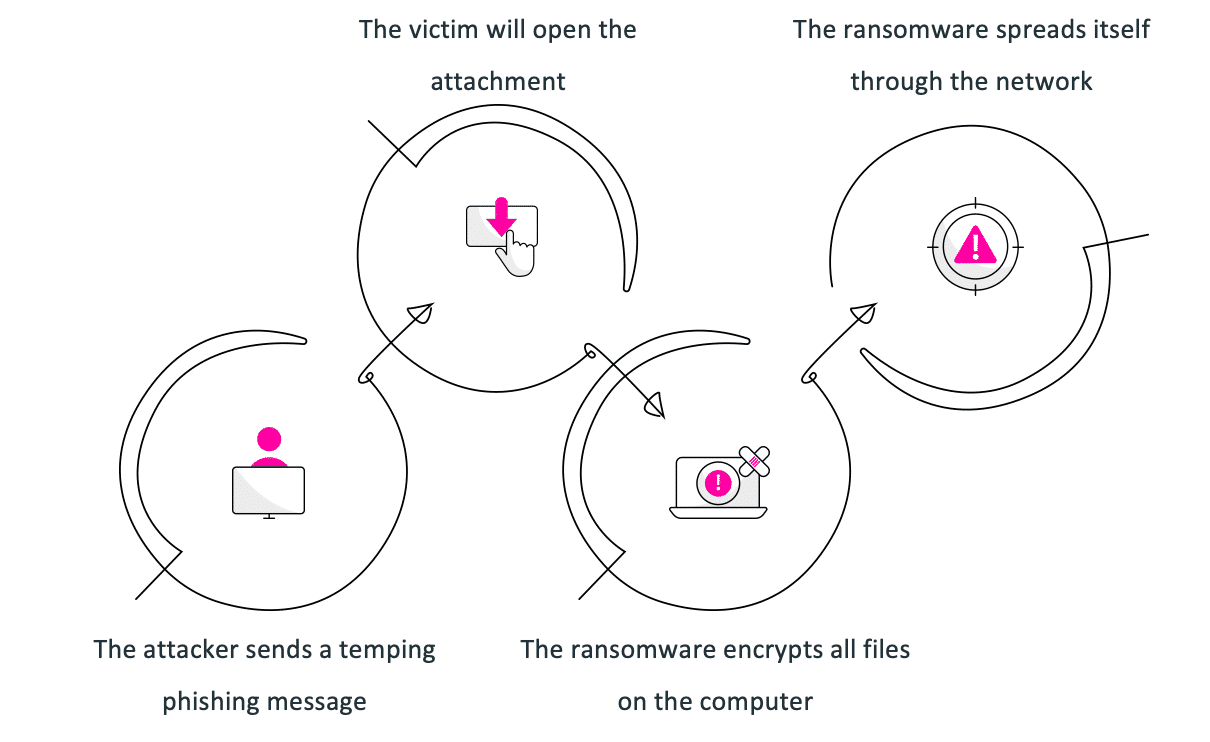 The victim will open the
attachment
The ransomware spreads itself
through the network
The attacker sends a temping
phishing message
The ransomware encrypts all files
on the computer